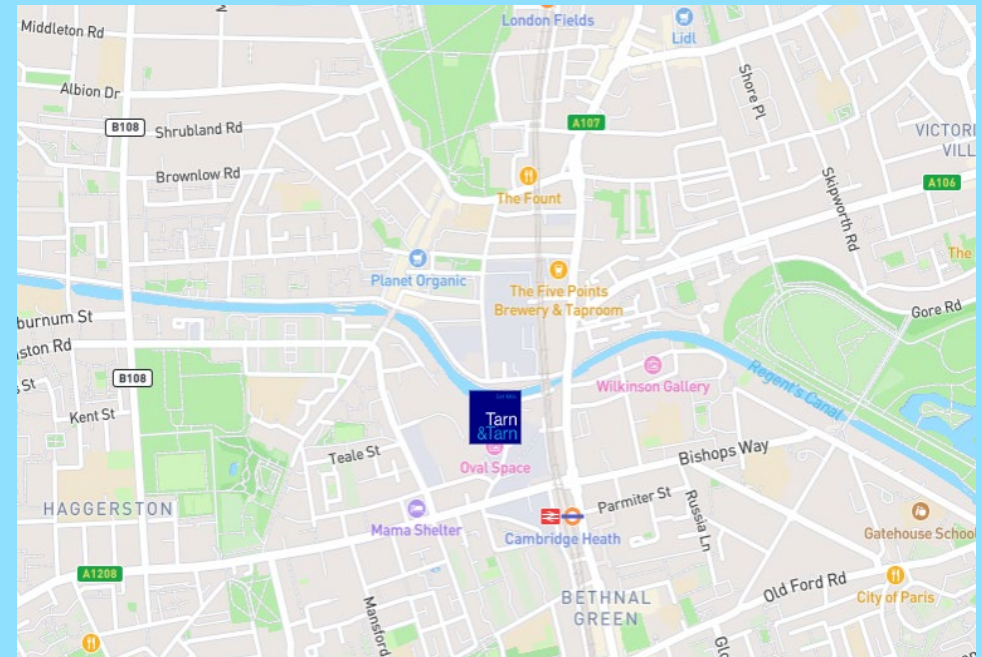 London Fields
Middleton Rd
Lidl
Albion Dr
Shore Pl
B108
Shrubland Rd
A107
Brownlow Rd
The Fount
Skipworth Rd
A106
Planet Organic
The Five Points
Brewery & Taproom
The
Gore Rd
burnum St
ston Rd
B108
s St
Kent St
Wilkinson Gallery
Regent's Canal
Tarn
&Tarn
Teale St
Oval Space
Bishops Way
HAGGERSTON
Mama Shelter
Parmiter St
Russia Ln
Cambridge Heath
Gatehouse School
A1208
BETHNAL
GREEN
Old Ford Rd
City of Paris
Mansford